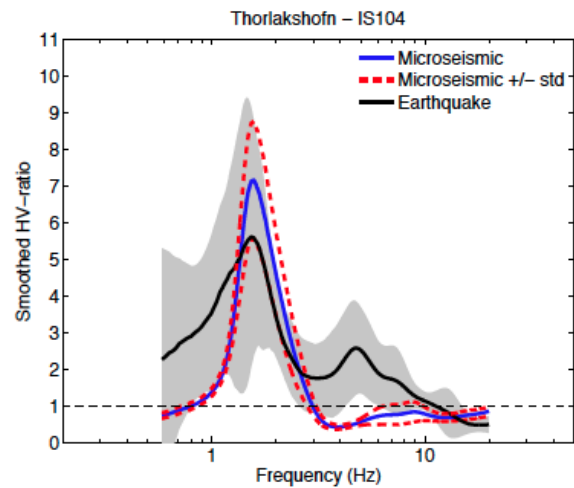 Thorlakshofn – IS104
Smoothed HV–ratio
11
10
9
8
7
6
5
4
3
2
1
0
Microseismic
Microseismic +/– std
Earthquake
1
10
Frequency (Hz)